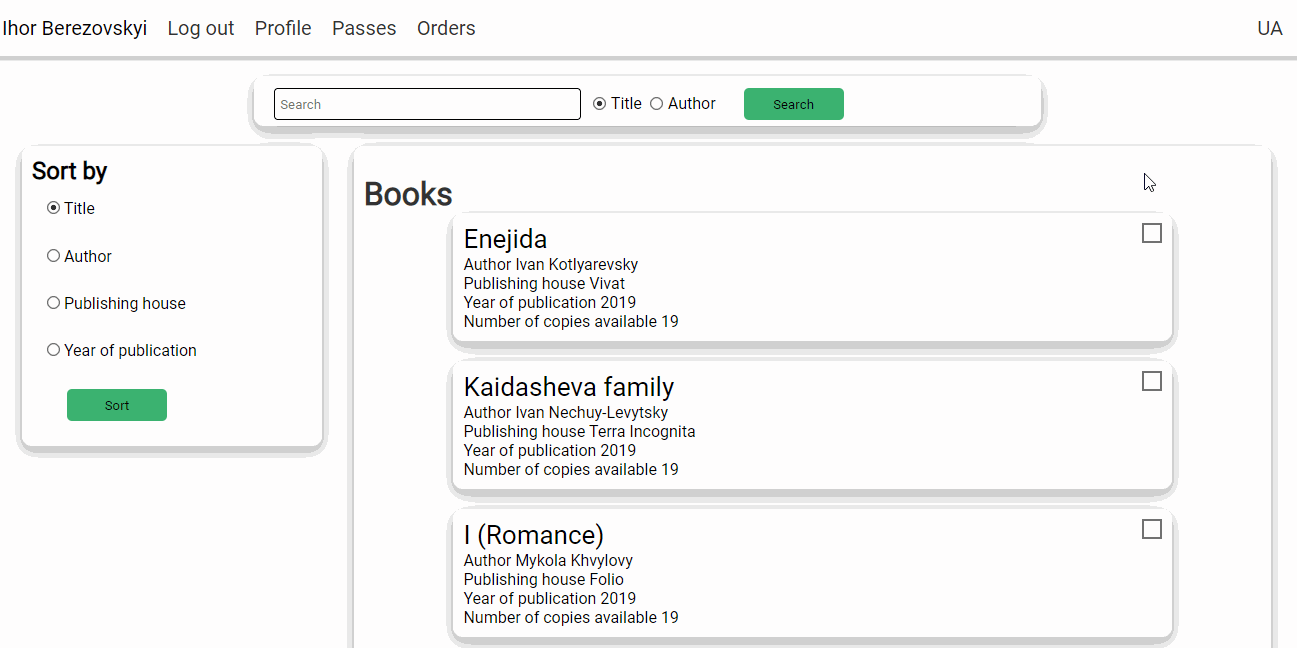 Ihor Berezovskyi Log out Profile Passes Orders UA
Search Title Author Search
Sort by
Title
Author
Publishing house
Year of publication
Sort
Books
Enejida
Author Ivan Kotlyarevsky
Publishing house Vivat
Year of publication 2019
Number of copies available 19
Kaidasheva family
Author Ivan Nechuy-Levytsky
Publishing house Terra Incognita
Year of publication 2019
Number of copies available 19
I (Romance)
Author Mykola Khvylovy
Publishing house Folio
Year of publication 2019
Number of copies available 19